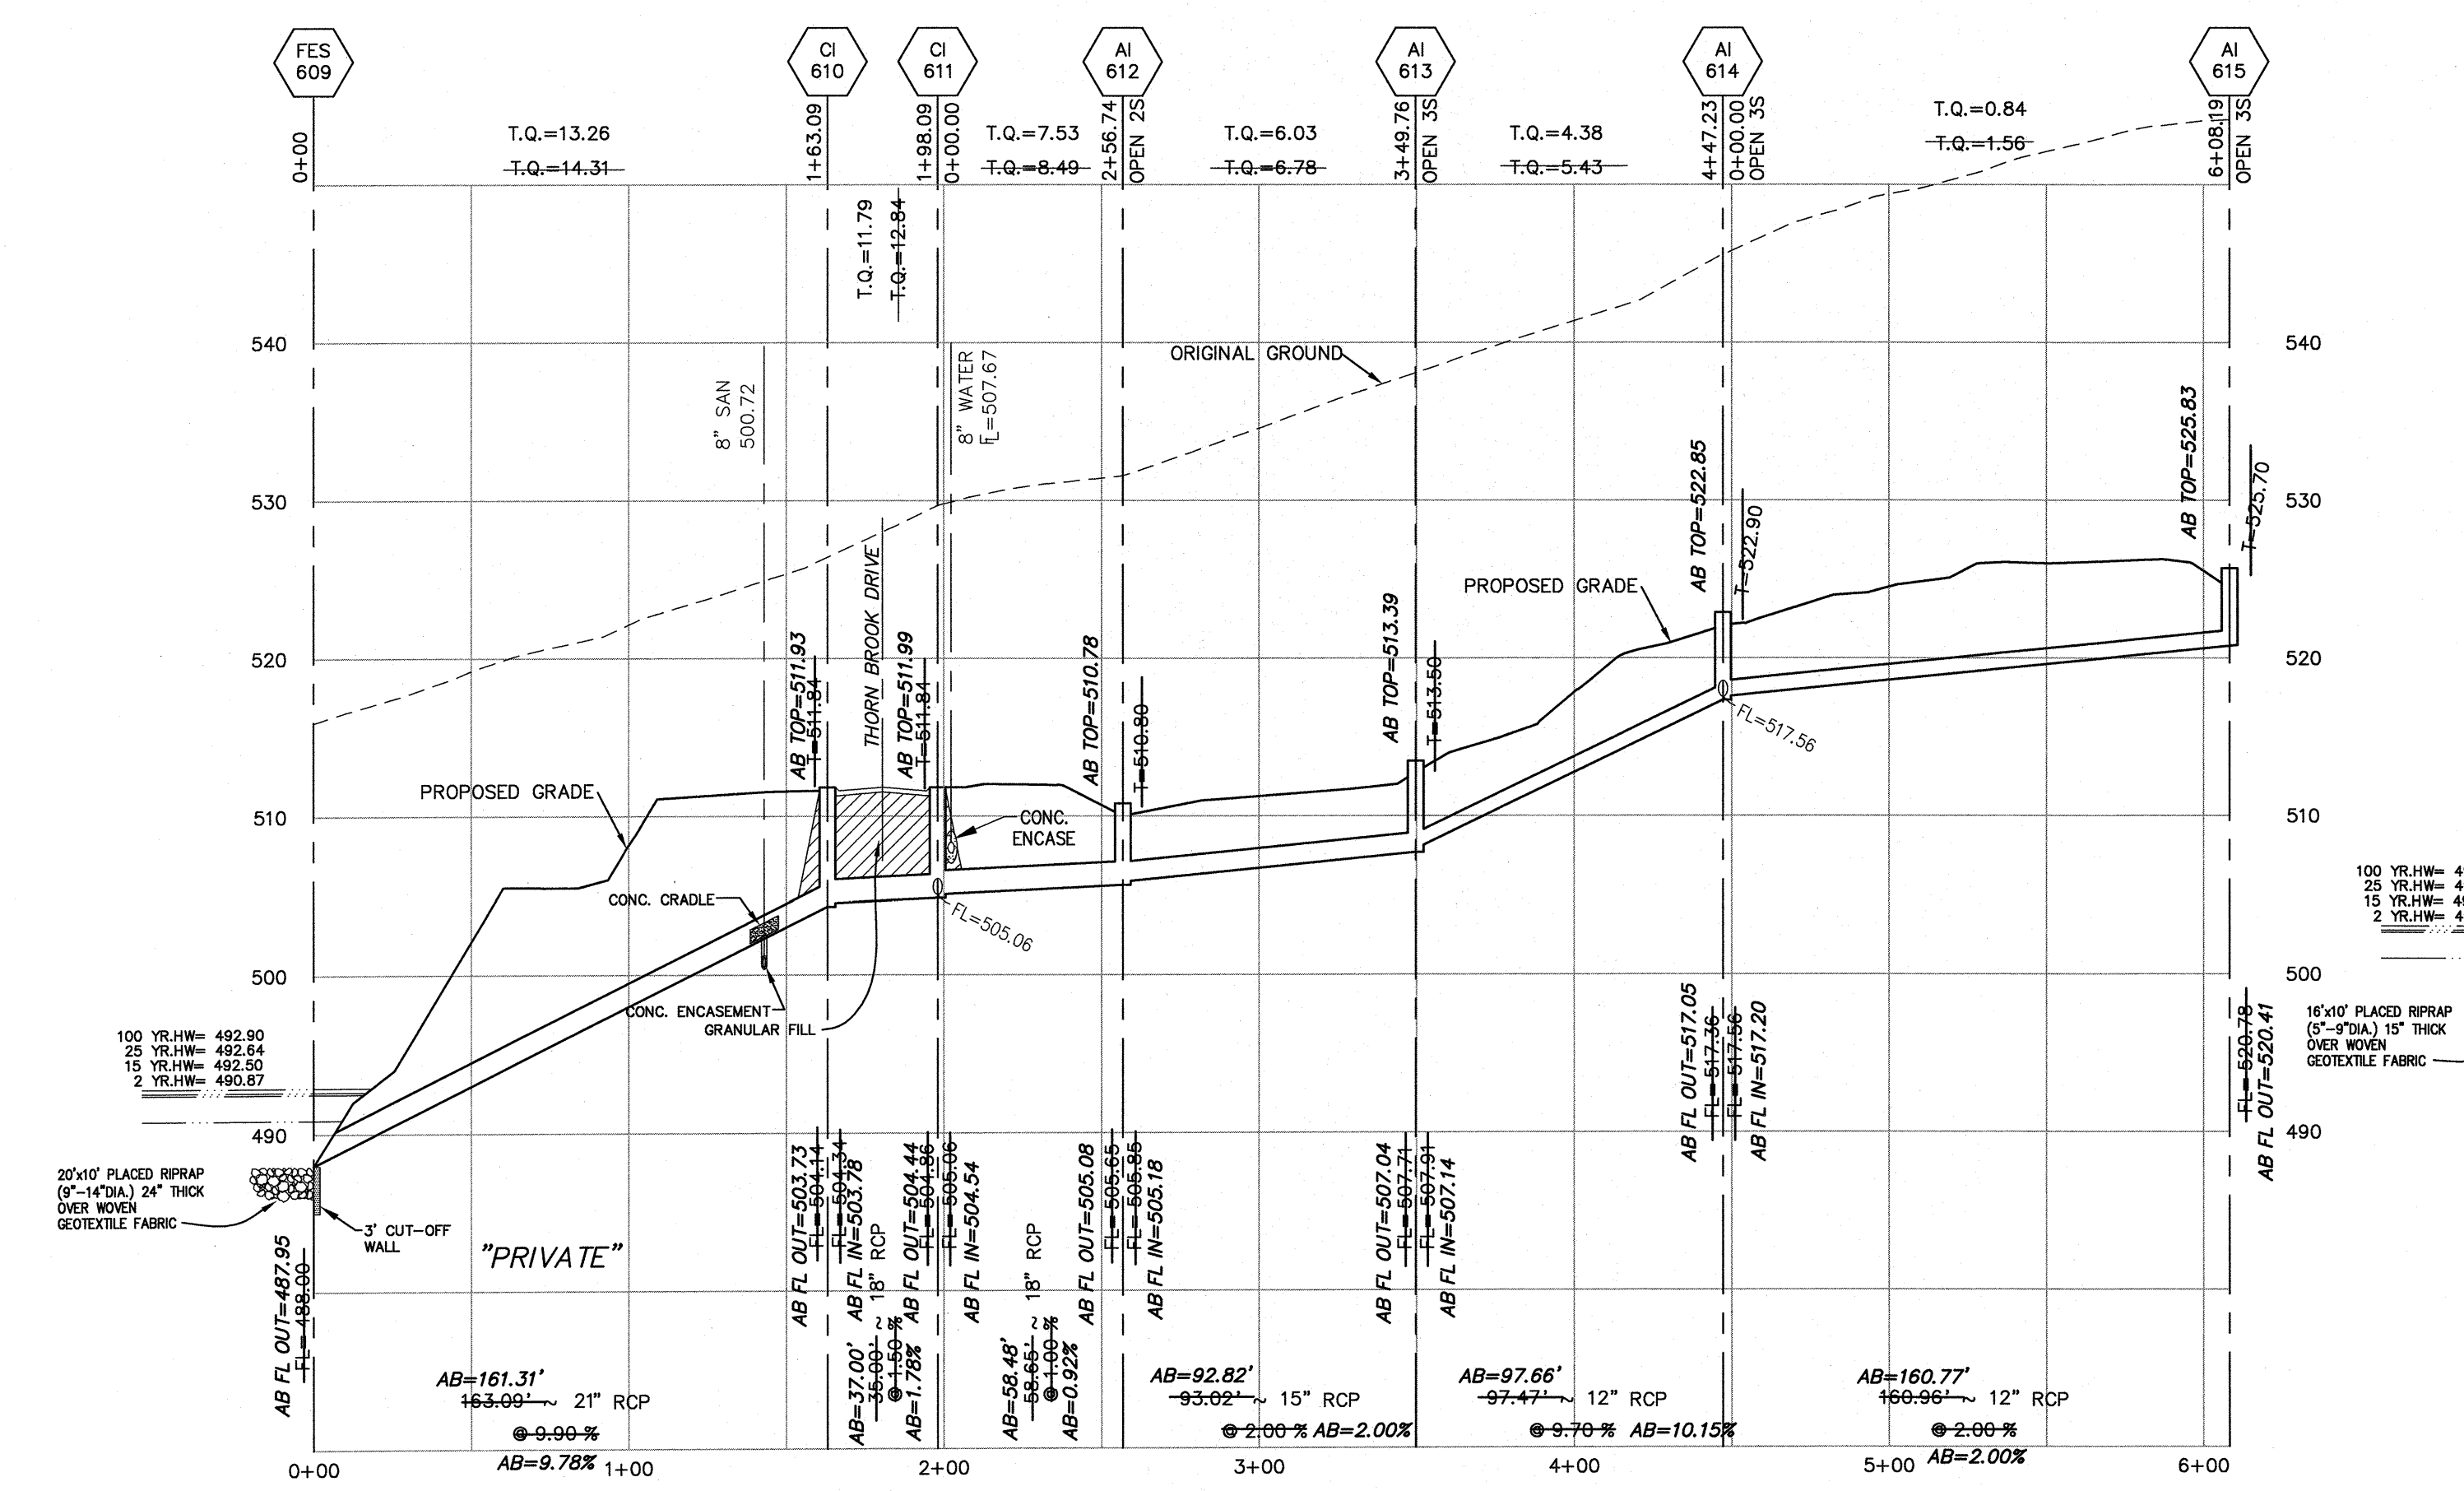 FES
609
CI
610
CI
611
AI
612
AI
613
AI
614
AI
615
0+00
1+63.09
1+98.09
0+00.00
2+56.74
OPEN 2S
3+49.76
OPEN 3S
4+47.23
0+00.00
OPEN 3S
6+08.19
OPEN 3S
T.Q.=13.26
T.Q.=14.31
T.Q.=11.79
T.Q.=12.84
T.Q.=7.53
T.Q.=8.49
T.Q.=6.03
T.Q.=6.78
T.Q.=4.38
T.Q.=5.43
T.Q.=0.84
T.Q.=1.56
540
530
520
510
500
490
540
530
520
510
500
490
8" SAN
500.72
8" WATER
FL=507.67
ORIGINAL GROUND
PROPOSED GRADE
PROPOSED GRADE
THORN BROOK DRIVE
AB TOP=511.93
T=511.84
AB TOP=511.99
T=511.84
AB TOP=510.78
T=510.80
AB TOP=513.39
T=513.50
AB TOP=522.85
T=522.90
AB TOP=525.83
T=525.70
CONC.
ENCASE
CONC. CRADLE
CONC. ENCASEMENT
GRANULAR FILL
FL=505.06
FL=517.56
100 YR.HW= 492.90
25 YR.HW= 492.64
15 YR.HW= 492.50
2 YR.HW= 490.87
20'x10' PLACED RIPRAP
(9"-14"DIA.) 24" THICK
OVER WOVEN
GEOTEXTILE FABRIC
3' CUT-OFF
WALL
"PRIVATE"
100 YR.HW=
25 YR.HW=
15 YR.HW=
2 YR.HW=
16'x10' PLACED RIPRAP
(5"-9"DIA.) 15" THICK
OVER WOVEN
GEOTEXTILE FABRIC
AB FL OUT=487.95
FL=488.00
AB FL OUT=503.73
FL=504.14
FL=504.34
AB FL IN=503.78
AB FL OUT=504.44
FL=504.86
FL=505.06
AB FL IN=504.54
AB FL OUT=505.08
FL=505.65
FL=505.85
AB FL IN=505.18
AB FL OUT=507.04
FL=507.71
FL=507.91
AB FL IN=507.14
AB FL OUT=517.05
FL=517.36
FL=517.56
AB FL IN=517.20
FL=520.78
AB FL OUT=520.41
AB=161.31'
163.09' ~ 21" RCP
@ 9.90 %
AB=9.78%
AB=37.00'
35.00' ~ 18" RCP
@ 1.50 %
AB=1.78%
AB=58.48'
58.65' ~ 18" RCP
@ 1.00 %
AB=0.92%
AB=92.82'
93.02' ~ 15" RCP
@ 2.00 % AB=2.00%
AB=97.66'
97.47' ~ 12" RCP
@ 9.70 % AB=10.15%
AB=160.77'
160.96' ~ 12" RCP
@ 2.00 %
AB=2.00%
0+00
1+00
2+00
3+00
4+00
5+00
6+00